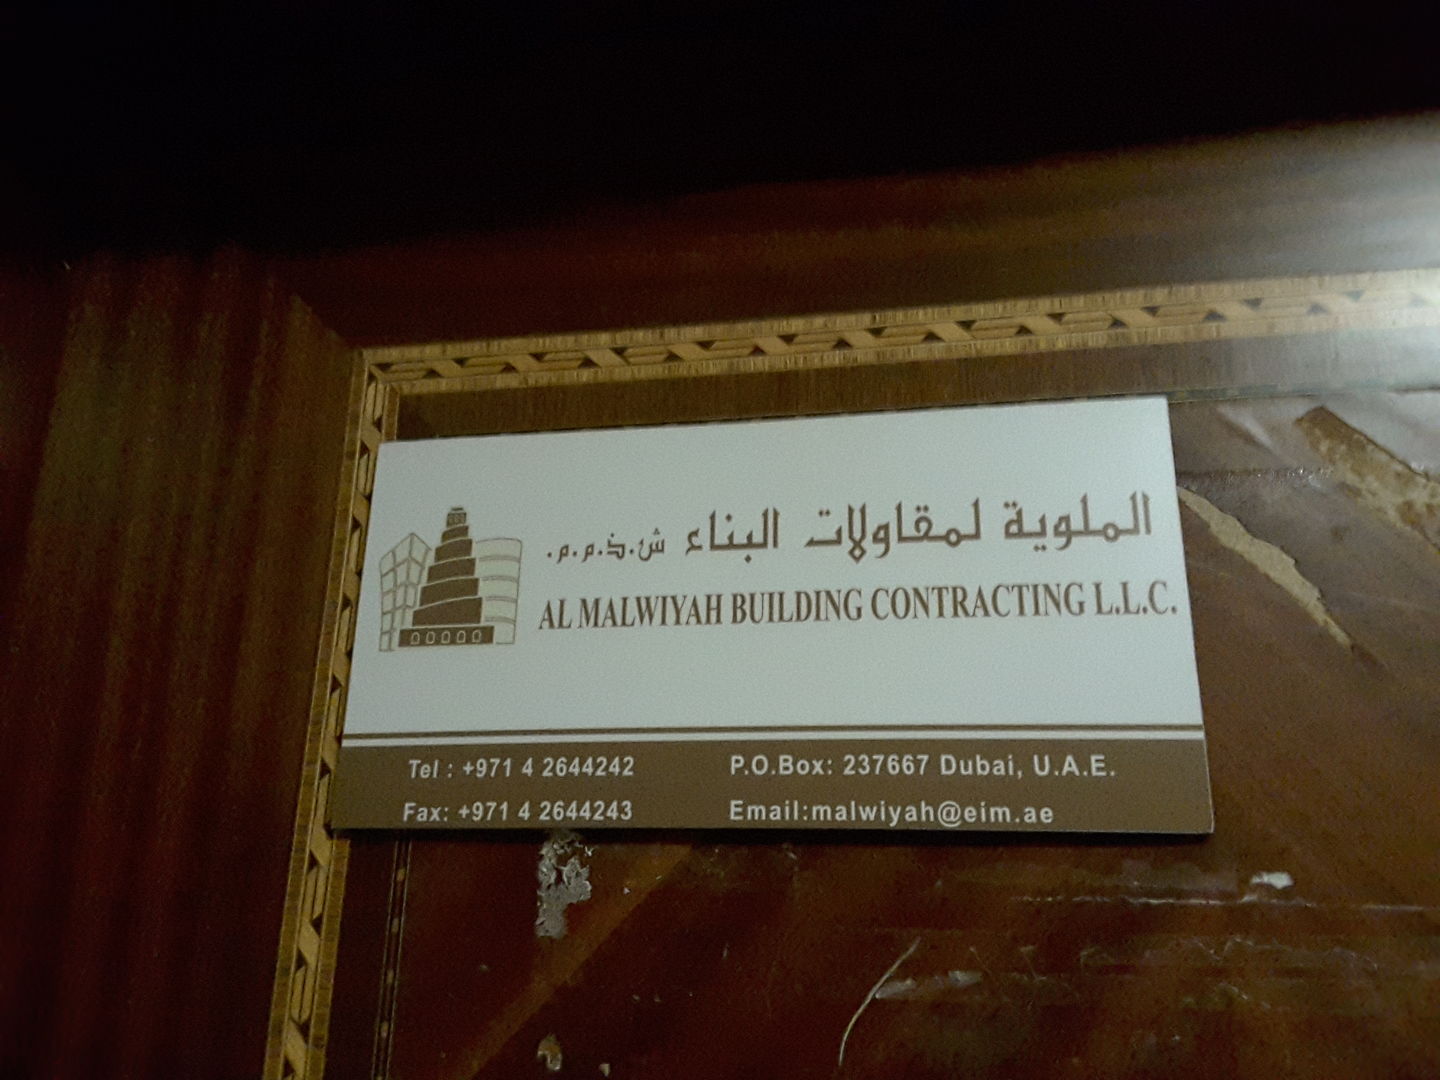 الملوية لمقاولات البناء ش.ذ.م.م.
AL MALWIYAH BUILDING CONTRACTING L.L.C.
Tel : +971 4 2644242
Fax: +971 4 2644243
P.O.Box: 237667 Dubai, U.A.E.
Email:malwiyah@eim.ae